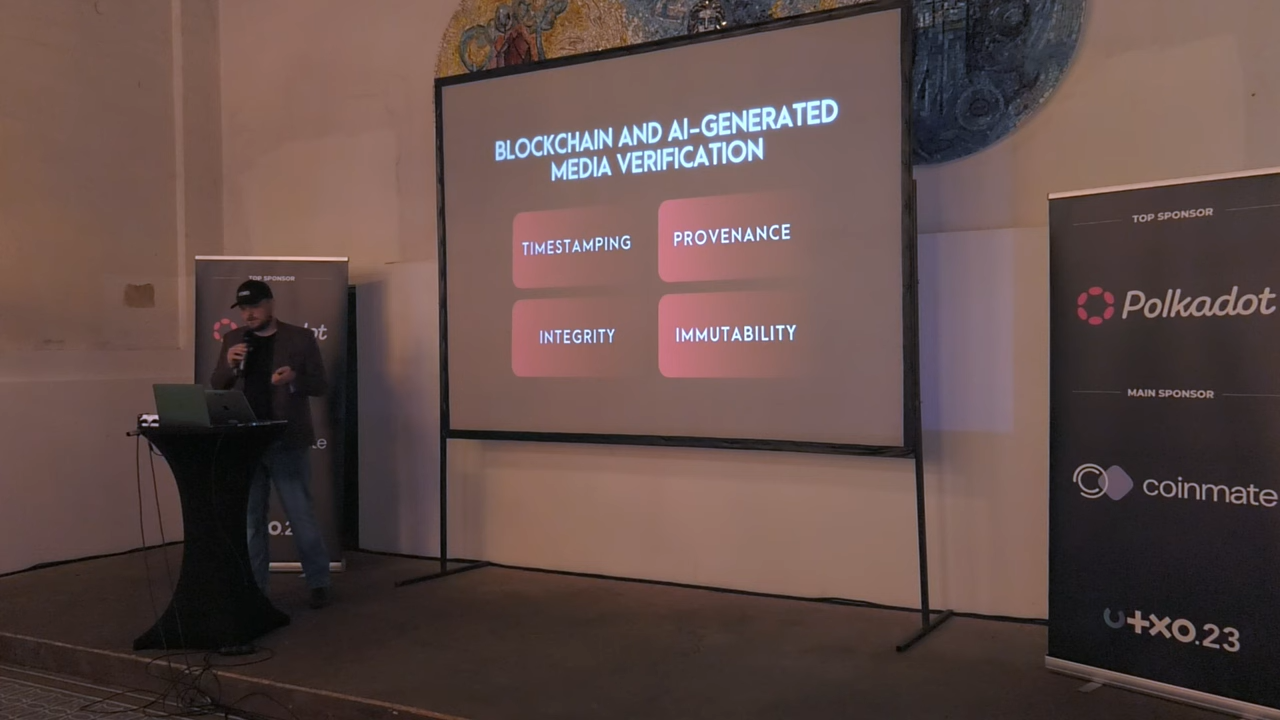 BLOCKCHAIN AND AI-GENERATED
MEDIA VERIFICATION
TIMESTAMPING
PROVENANCE
INTEGRITY
IMMUTABILITY
TOP SPONSOR
TOP SPONSOR
Polkadot
MAIN SPONSOR
coinmate
utxo.23